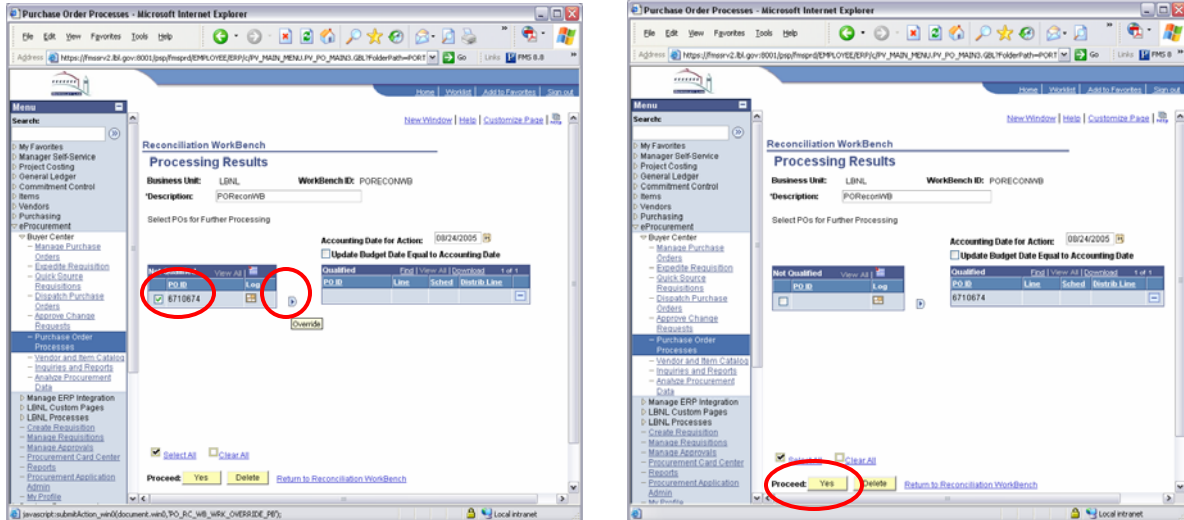 Purchase Order Processes - Microsoft Internet Explorer
File Edit View Favorites Tools Help
Address https://fmssrv2.lbl.gov:8001/psp/fmsprd/EMPLOYEE/ERP/c/PV_MAIN_MENU.PV_PO_MAIN3.GBL?FolderPath=PORT Go Links FMS 8.8
Home | Worklist | Add to Favorites | Sign out
Menu
Search:
New Window | Help | Customize Page
My Favorites
Manager Self-Service
Project Costing
General Ledger
Commitment Control
Items
Vendors
Purchasing
eProcurement
Buyer Center
– Manage Purchase
Orders
– Expedite Requisition
– Quick Source
Requisitions
– Dispatch Purchase
Orders
– Approve Change
Requests
– Purchase Order
Processes
– Vendor and Item Catalog
– Inquiries and Reports
– Analyze Procurement
Data
Manage ERP Integration
LBNL Custom Pages
LBNL Processes
– Create Requisition
– Manage Requisitions
– Manage Approvals
– Procurement Card Center
– Reports
– Procurement Application
Admin
– My Profile
Reconciliation WorkBench
Processing Results
Business Unit: LBNL WorkBench ID: PORECONWB
*Description: POReconWB
Select POs for Further Processing
Accounting Date for Action: 08/24/2005
Update Budget Date Equal to Accounting Date
Not Qualified View All
PO ID Log
6710674
Override
Qualified Find | View All | Download 1 of 1
PO ID Line Sched Distrib Line
Select All Clear All
Proceed: Yes Delete Return to Reconciliation WorkBench
javascript:submitAction_win0(document.win0,'PO_RC_WB_WRK_OVERRIDE_PB');
Local intranet
Purchase Order Processes - Microsoft Internet Explorer
File Edit View Favorites Tools Help
Address https://fmssrv2.lbl.gov:8001/psp/fmsprd/EMPLOYEE/ERP/c/PV_MAIN_MENU.PV_PO_MAIN3.GBL?FolderPath=PORT Go Links FMS 8
Home | Worklist | Add to Favorites | Sign out
Menu
Search:
New Window | Help | Customize Page
My Favorites
Manager Self-Service
Project Costing
General Ledger
Commitment Control
Items
Vendors
Purchasing
eProcurement
Buyer Center
– Manage Purchase
Orders
– Expedite Requisition
– Quick Source
Requisitions
– Dispatch Purchase
Orders
– Approve Change
Requests
– Purchase Order
Processes
– Vendor and Item Catalog
– Inquiries and Reports
– Analyze Procurement
Data
Manage ERP Integration
LBNL Custom Pages
LBNL Processes
– Create Requisition
– Manage Requisitions
– Manage Approvals
– Procurement Card Center
– Reports
– Procurement Application
Admin
– My Profile
Reconciliation WorkBench
Processing Results
Business Unit: LBNL WorkBench ID: PORECONWB
*Description: POReconWB
Select POs for Further Processing
Accounting Date for Action: 08/24/2005
Update Budget Date Equal to Accounting Date
Not Qualified View All
PO ID Log
Qualified Find | View All | Download 1 of 1
PO ID Line Sched Distrib Line
6710674
Select All Clear All
Proceed: Yes Delete Return to Reconciliation WorkBench
Local intranet